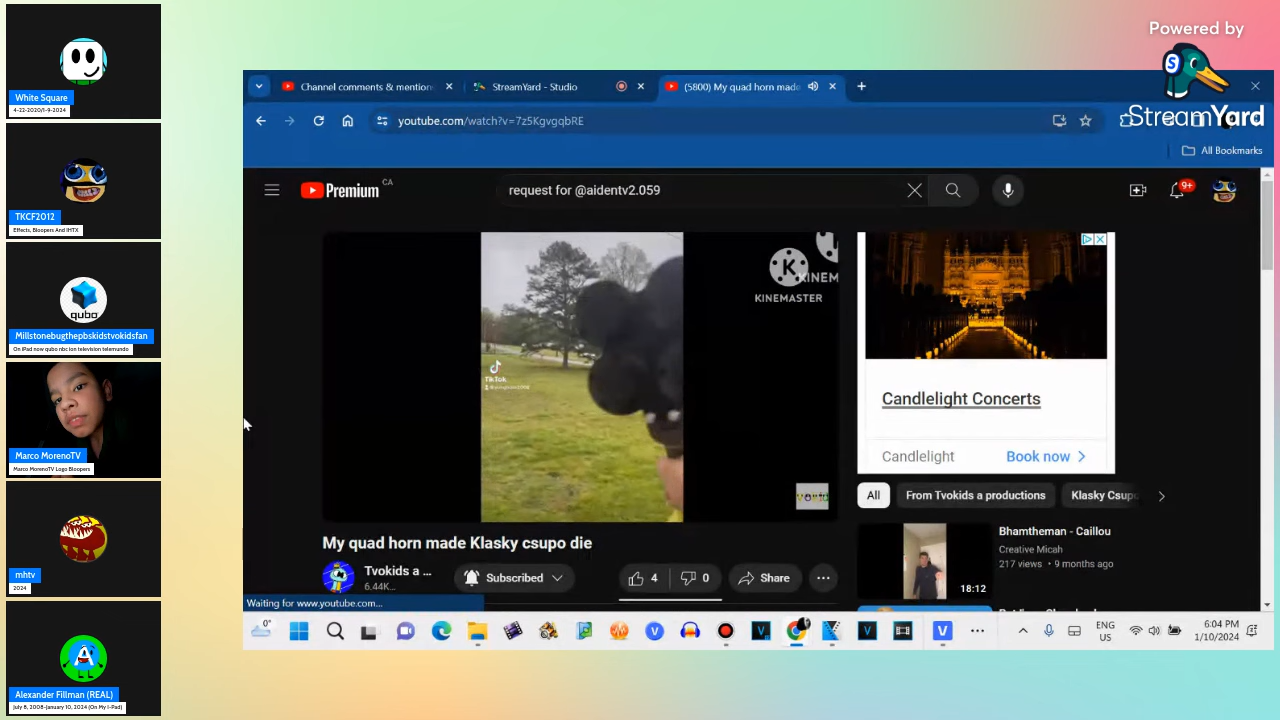 White Square
4-22-2020/1-9-2024
TKCF2012
Effects, Bloopers And IHTX
qubo
Millstonebugthepbskidstvokidsfan
On iPad now qubo nbc ion television telemundo
Marco MorenoTV
Marco MorenoTV Logo Bloopers
mhtv
2024
Alexander Fillman (REAL)
July 8, 2008-January 10, 2024 (On My I-Pad)
Powered by
StreamYard
Channel comments & mention
StreamYard - Studio
(5800) My quad horn made
youtube.com/watch?v=7z5KgvgqbRE
All Bookmarks
Premium CA
request for @aidentv2.059
9+
K
KINEM
KINEMASTER
TikTok
My quad horn made Klasky csupo die
Tvokids a ...
6.44K...
Subscribed
4
0
Share
Candlelight Concerts
Candlelight
Book now
All
From Tvokids a productions
Klasky Csupo
Bhamtheman - Caillou
Creative Micah
217 views • 9 months ago
18:12
Waiting for www.youtube.com...
0°
ENG
US
6:04 PM
1/10/2024